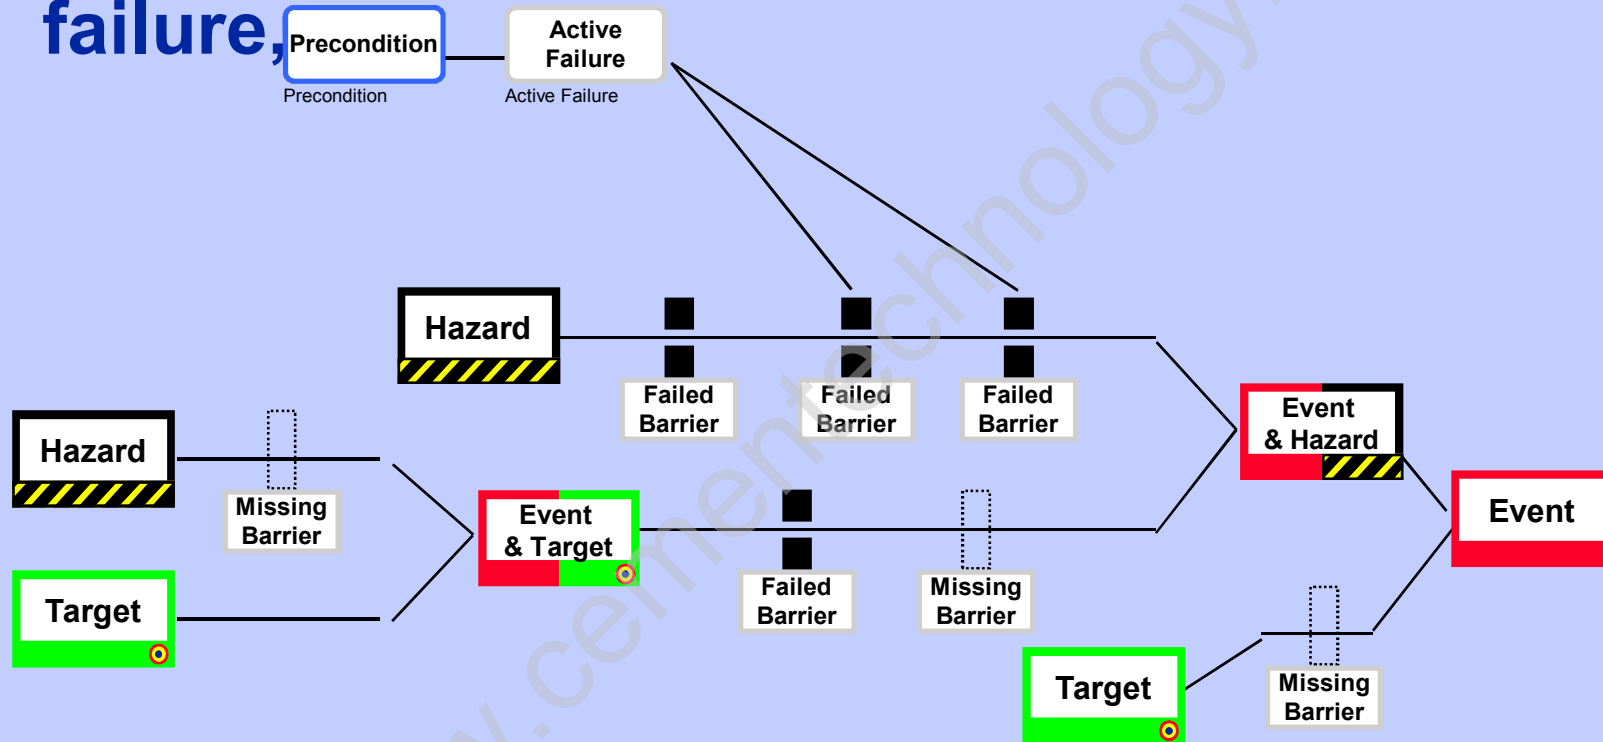 failure,
Precondition
Active
Failure
Precondition
Active Failure
Hazard
Failed
Barrier
Failed
Barrier
Failed
Barrier
Event
& Hazard
Hazard
Missing
Barrier
Event
& Target
Event
Target
Failed
Barrier
Missing
Barrier
Target
Missing
Barrier
w.cementechnology.